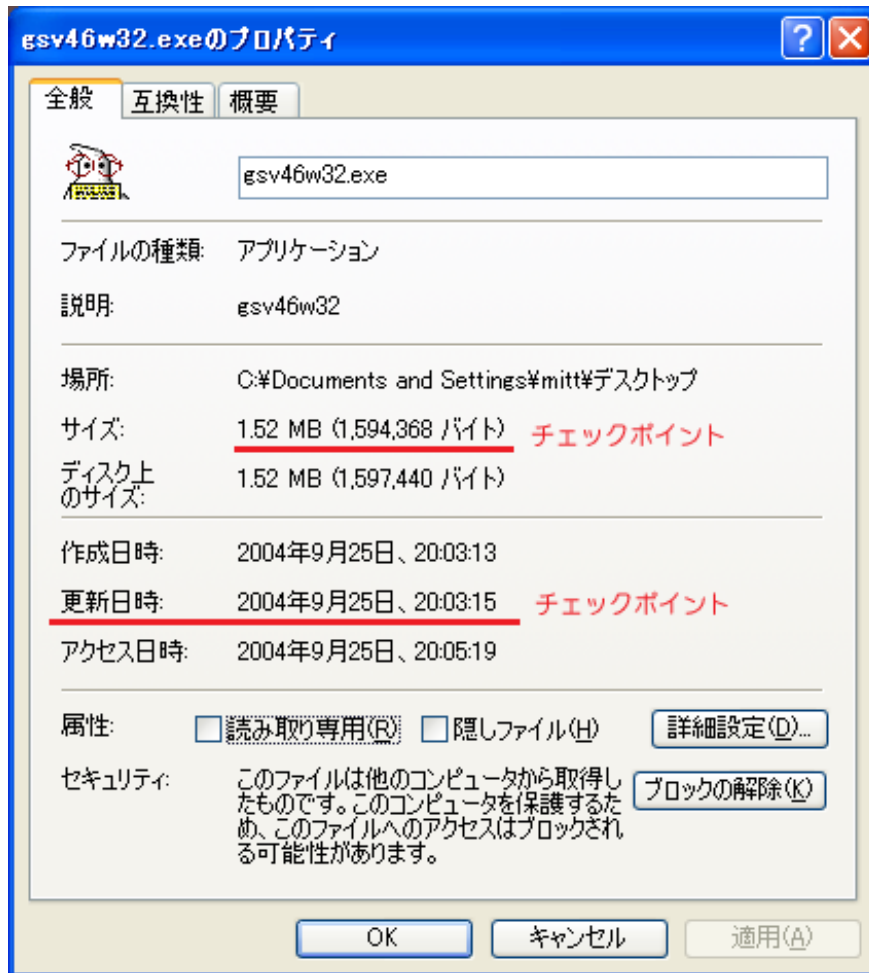 gsv46w32.exeのプロパティ
全般 互換性 概要
gsv46w32.exe
ファイルの種類: アプリケーション
説明: gsv46w32
場所: C:¥Documents and Settings¥mitt¥デスクトップ
サイズ: 1.52 MB (1,594,368 バイト) チェックポイント
ディスク上
のサイズ: 1.52 MB (1,597,440 バイト)
作成日時: 2004年9月25日、20:03:13
更新日時: 2004年9月25日、20:03:15 チェックポイント
アクセス日時: 2004年9月25日、20:05:19
属性: 読み取り専用(R) 隠しファイル(H) 詳細設定(D)...
セキュリティ: このファイルは他のコンピュータから取得し
たものです。このコンピュータを保護するた
め、このファイルへのアクセスはブロックされ
る可能性があります。
ブロックの解除(K)
OK キャンセル 適用(A)